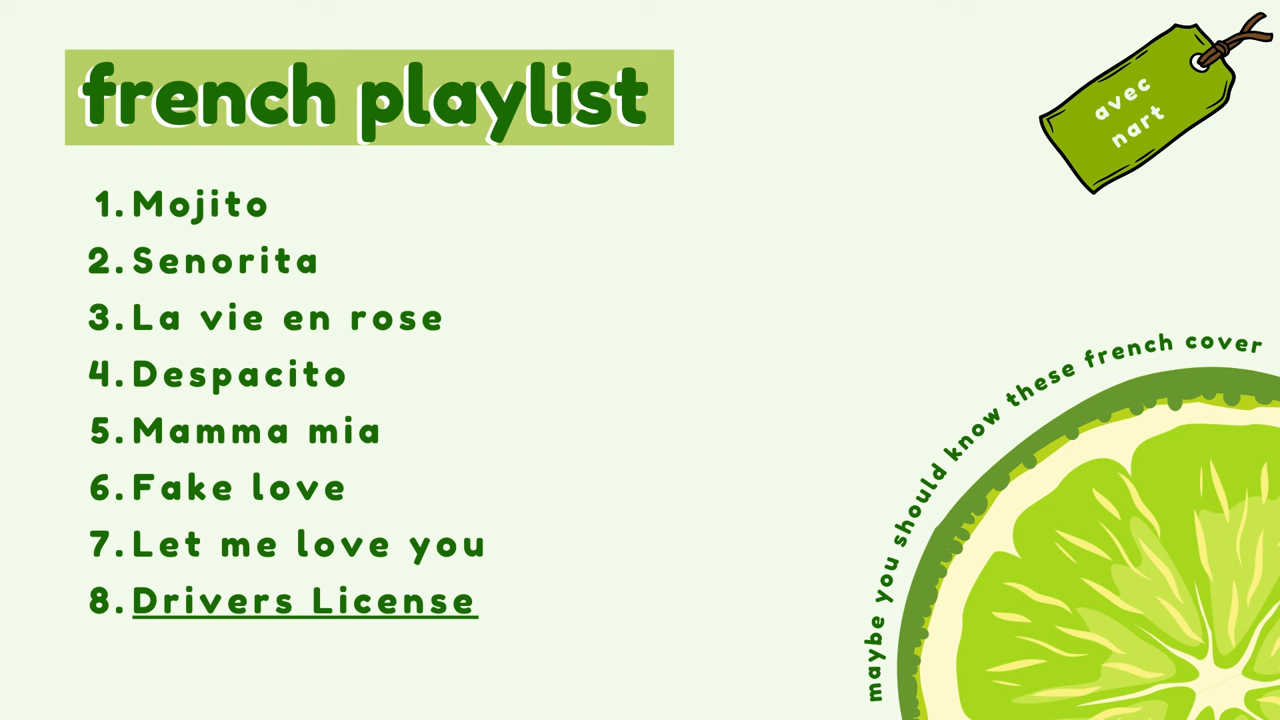 french playlist
avec
nart
1. Mojito
2. Senorita
3. La vie en rose
4. Despacito
5. Mamma mia
6. Fake love
7. Let me love you
8. Drivers License
maybe you should know these french cover